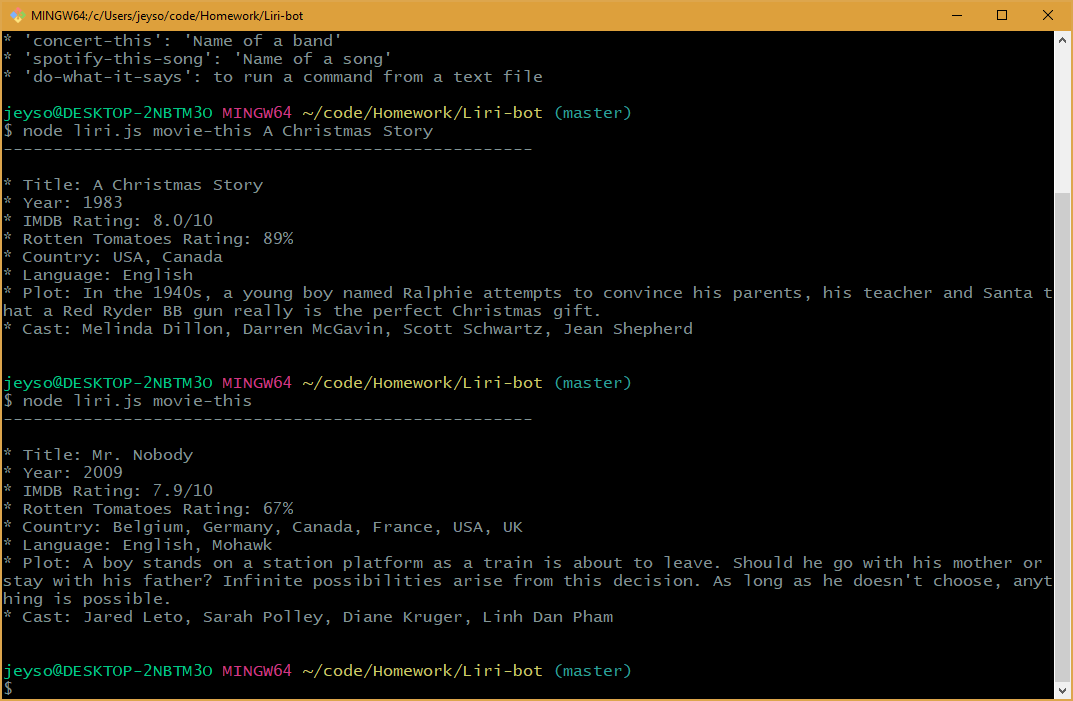 MINGW64:/c/Users/jeyso/code/Homework/Liri-bot
* 'concert-this': 'Name of a band'
* 'spotify-this-song': 'Name of a song'
* 'do-what-it-says': to run a command from a text file
jeyso@DESKTOP-2NBTM3O MINGW64 ~/code/Homework/Liri-bot (master)
$ node liri.js movie-this A Christmas Story
-----------------------------------------------------
* Title: A Christmas Story
* Year: 1983
* IMDB Rating: 8.0/10
* Rotten Tomatoes Rating: 89%
* Country: USA, Canada
* Language: English
* Plot: In the 1940s, a young boy named Ralphie attempts to convince his parents, his teacher and Santa t
hat a Red Ryder BB gun really is the perfect Christmas gift.
* Cast: Melinda Dillon, Darren McGavin, Scott Schwartz, Jean Shepherd
jeyso@DESKTOP-2NBTM3O MINGW64 ~/code/Homework/Liri-bot (master)
$ node liri.js movie-this
-----------------------------------------------------
* Title: Mr. Nobody
* Year: 2009
* IMDB Rating: 7.9/10
* Rotten Tomatoes Rating: 67%
* Country: Belgium, Germany, Canada, France, USA, UK
* Language: English, Mohawk
* Plot: A boy stands on a station platform as a train is about to leave. Should he go with his mother or
stay with his father? Infinite possibilities arise from this decision. As long as he doesn't choose, anyt
hing is possible.
* Cast: Jared Leto, Sarah Polley, Diane Kruger, Linh Dan Pham
jeyso@DESKTOP-2NBTM3O MINGW64 ~/code/Homework/Liri-bot (master)
$